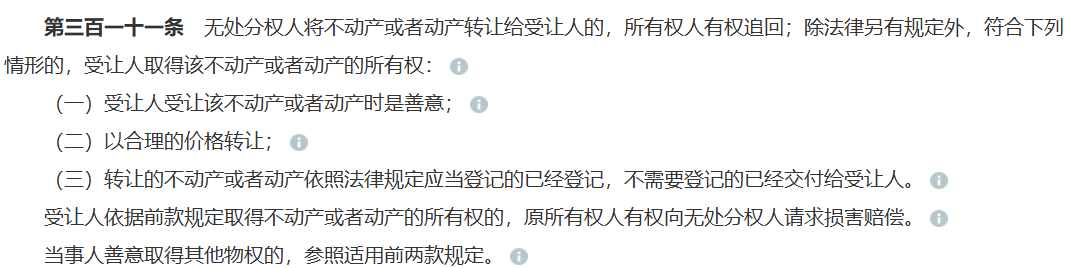 第三百一十一条 无处分权人将不动产或者动产转让给受让人的，所有权人有权追回；除法律另有规定外，符合下列
情形的，受让人取得该不动产或者动产的所有权：
（一）受让人受让该不动产或者动产时是善意；
（二）以合理的价格转让；
（三）转让的不动产或者动产依照法律规定应当登记的已经登记，不需要登记的已经交付给受让人。
受让人依据前款规定取得不动产或者动产的所有权的，原所有权人有权向无处分权人请求损害赔偿。
当事人善意取得其他物权的，参照适用前两款规定。